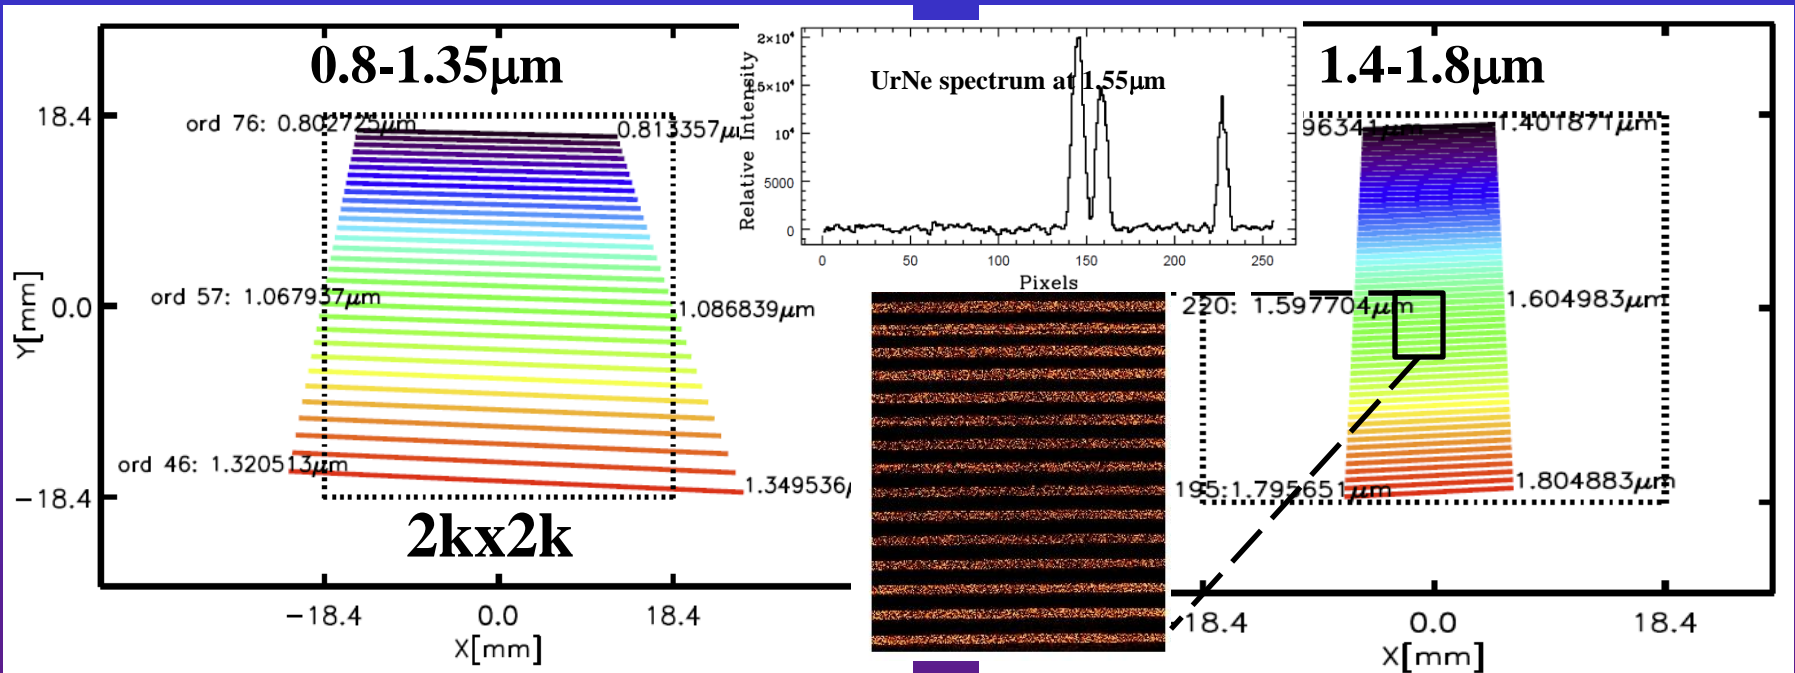 0.8-1.35μm
18.4
ord 76: 0.802725μm
0.813357μ
ord 57: 1.067937μm
1.086839μm
0.0
Y[mm]
ord 46: 1.320513μm
1.349536
−18.4
2kx2k
−18.4 0.0 18.4
X[mm]
2×10⁴
UrNe spectrum at 1.55μm
1.5×10⁴
10⁴
5000
0
Relative Intensity
0 50 100 150 200 250
Pixels
1.4-1.8μm
96341μm
1.401871μm
220: 1.597704μm
1.604983μm
195:1.795651μm
1.804883μm
18.4 0.0 18.4
X[mm]